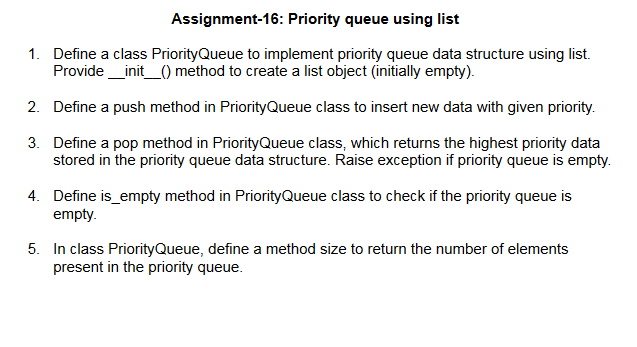 Assignment-16: Priority queue using list
1. Define a class PriorityQueue to implement priority queue data structure using list.
Provide __init__() method to create a list object (initially empty).
2. Define a push method in PriorityQueue class to insert new data with given priority.
3. Define a pop method in PriorityQueue class, which returns the highest priority data
stored in the priority queue data structure. Raise exception if priority queue is empty.
4. Define is_empty method in PriorityQueue class to check if the priority queue is
empty.
5. In class PriorityQueue, define a method size to return the number of elements
present in the priority queue.